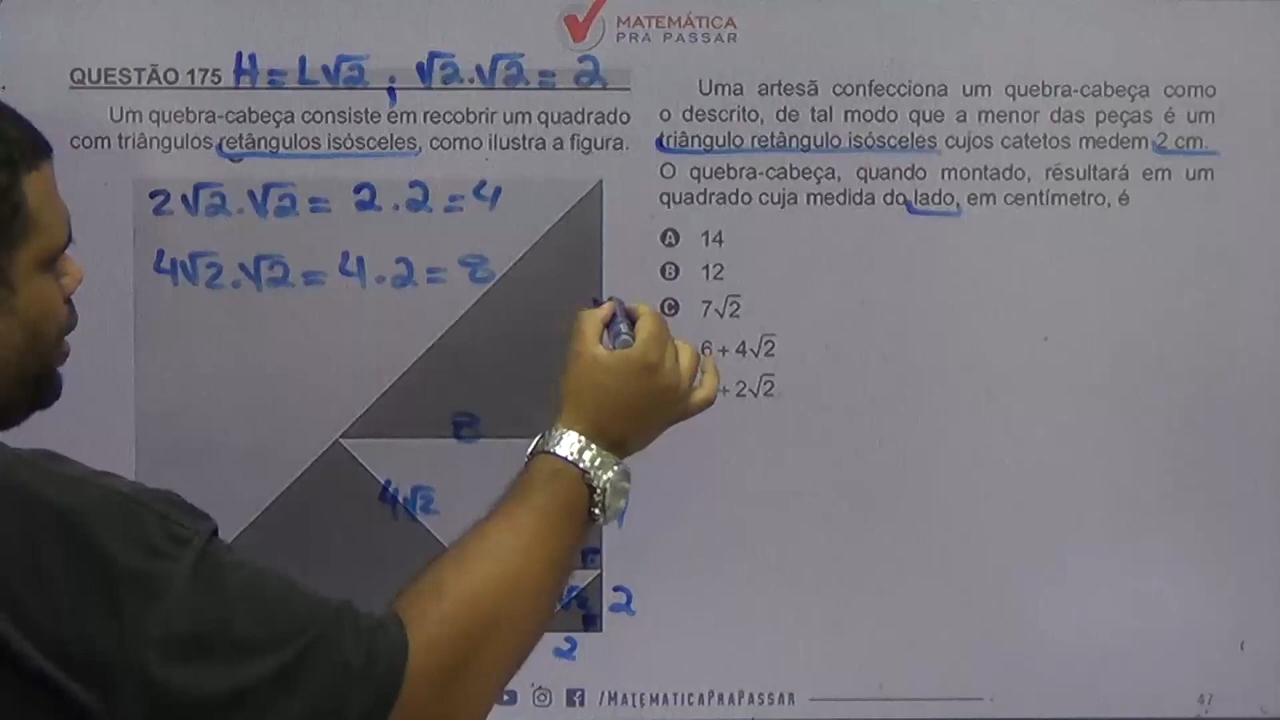 MATEMÁTICA
PRA PASSAR
QUESTÃO 175 H = L√2 ; √2.√2 = 2
Um quebra-cabeça consiste em recobrir um quadrado
com triângulos retângulos isósceles, como ilustra a figura.
2√2.√2 = 2.2 = 4
4√2.√2 = 4.2 = 8
8
4√2
2
2
Uma artesã confecciona um quebra-cabeça como
o descrito, de tal modo que a menor das peças é um
triângulo retângulo isósceles cujos catetos medem 2 cm.
O quebra-cabeça, quando montado, resultará em um
quadrado cuja medida do lado, em centímetro, é
A 14
B 12
C 7√2
6 + 4√2
+ 2√2
/MATEMATICAPRAPASSAR
47